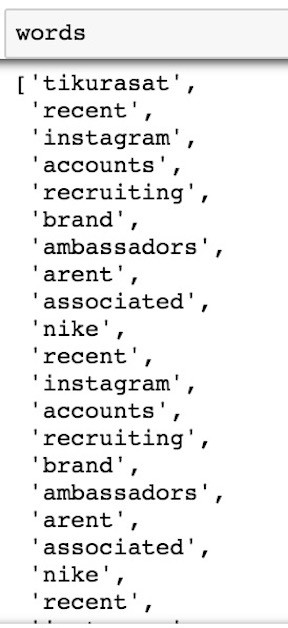 words
['tikurasat',
'recent',
'instagram',
'accounts',
'recruiting',
'brand',
'ambassadors',
'arent',
'associated',
'nike',
'recent',
'instagram',
'accounts',
'recruiting',
'brand',
'ambassadors',
'arent',
'associated',
'nike',
'recent',